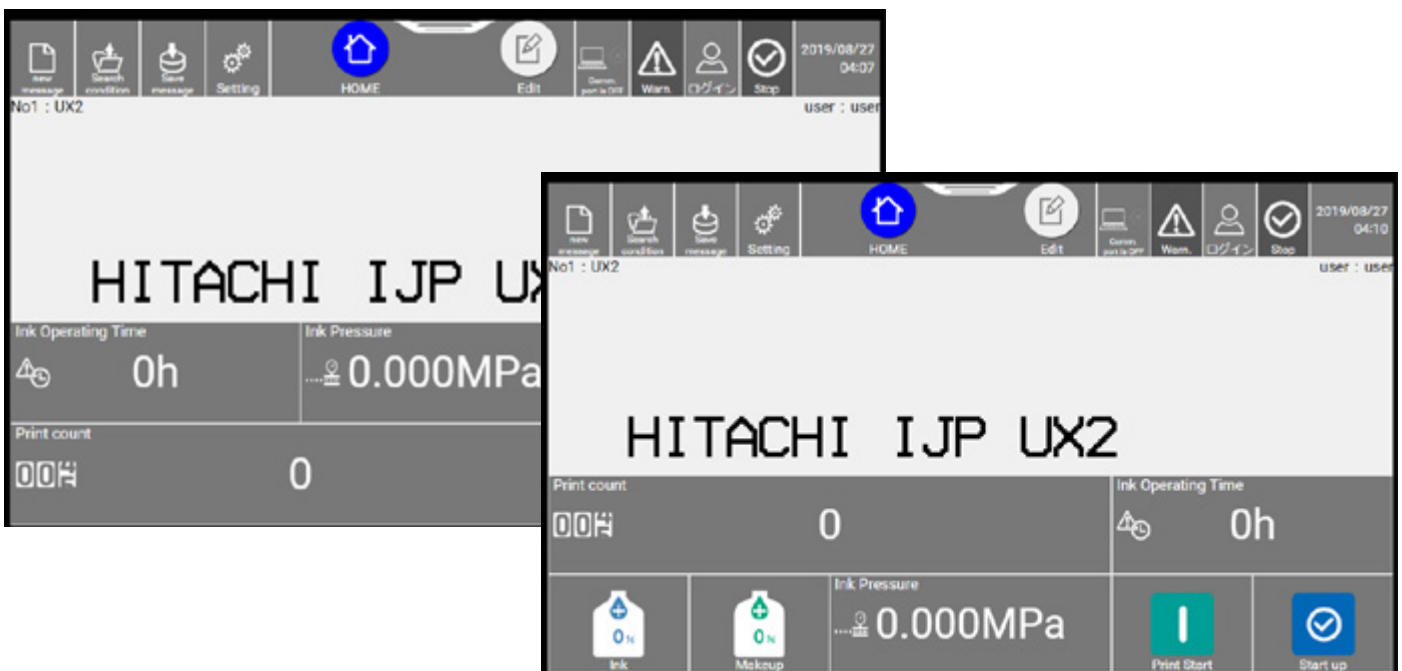 new message
Search condition
Save message
Setting
HOME
Edit
Comm. port is OFF
Warn.
ログイン
Stop
2019/08/27
04:07
No1 : UX2
user : user
HITACHI IJP UX
Ink Operating Time
0h
Ink Pressure
0.000MPa
Print count
0
new message
Search condition
Save message
Setting
HOME
Edit
Comm. port is OFF
Warn.
ログイン
Stop
2019/08/27
04:10
No1 : UX2
user : user
HITACHI IJP UX2
Print count
0
Ink Operating Time
0h
0%
Ink
0%
Makeup
Ink Pressure
0.000MPa
Print Start
Start up